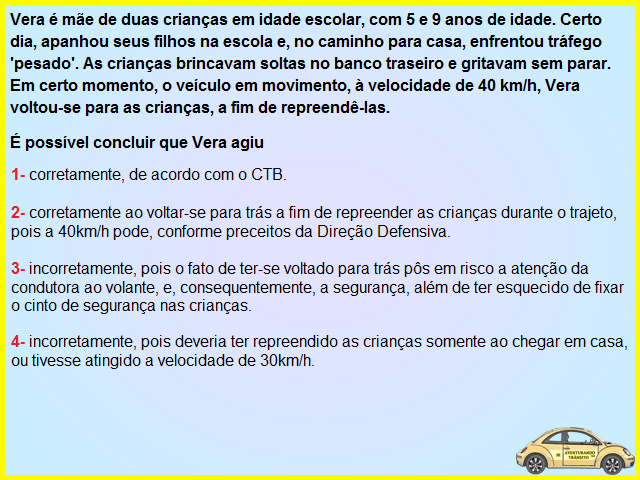 Vera é mãe de duas crianças em idade escolar, com 5 e 9 anos de idade. Certo
dia, apanhou seus filhos na escola e, no caminho para casa, enfrentou tráfego
'pesado'. As crianças brincavam soltas no banco traseiro e gritavam sem parar.
Em certo momento, o veículo em movimento, à velocidade de 40 km/h, Vera
voltou-se para as crianças, a fim de repreendê-las.
É possível concluir que Vera agiu
1- corretamente, de acordo com o CTB.
2- corretamente ao voltar-se para trás a fim de repreender as crianças durante o trajeto,
pois a 40km/h pode, conforme preceitos da Direção Defensiva.
3- incorretamente, pois o fato de ter-se voltado para trás pôs em risco a atenção da
condutora ao volante, e, consequentemente, a segurança, além de ter esquecido de fixar
o cinto de segurança nas crianças.
4- incorretamente, pois deveria ter repreendido as crianças somente ao chegar em casa,
ou tivesse atingido a velocidade de 30km/h.
AVENTURANDO
TRÂNSITO